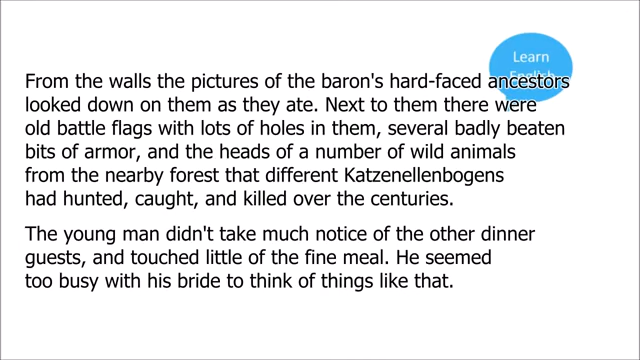 Learn
English
From the walls the pictures of the baron's hard-faced ancestors
looked down on them as they ate. Next to them there were
old battle flags with lots of holes in them, several badly beaten
bits of armor, and the heads of a number of wild animals
from the nearby forest that different Katzenellenbogens
had hunted, caught, and killed over the centuries.
The young man didn't take much notice of the other dinner
guests, and touched little of the fine meal. He seemed
too busy with his bride to think of things like that.